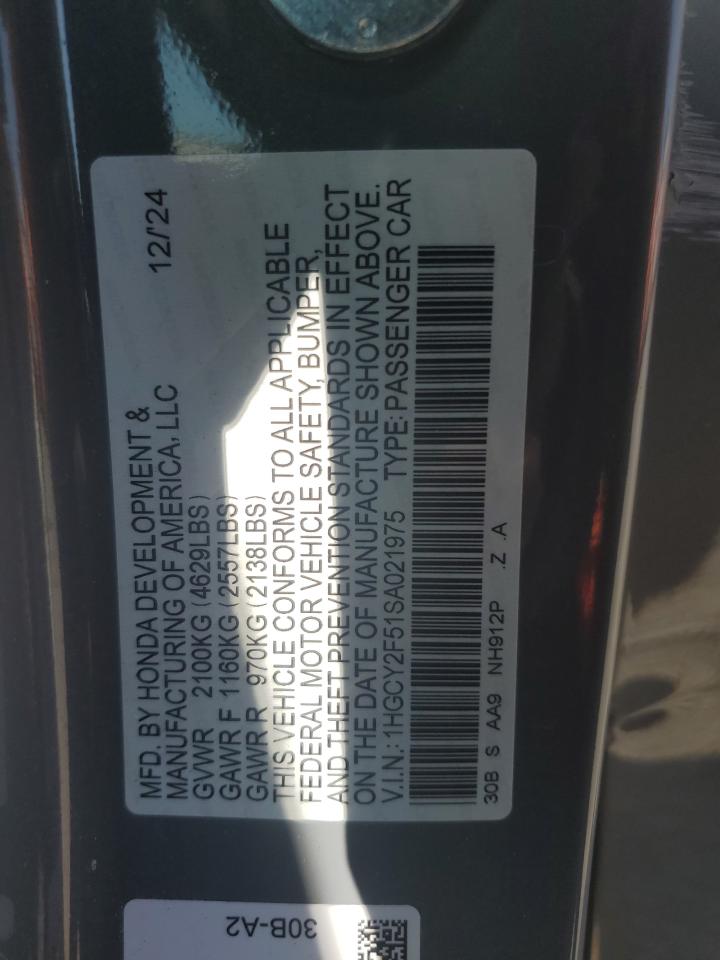 MFD. BY HONDA DEVELOPMENT &
MANUFACTURING OF AMERICA, LLC 12/'24
GVWR 2100KG (4629LBS)
GAWR F 1160KG (2557LBS)
GAWR R 970KG (2138LBS)
THIS VEHICLE CONFORMS TO ALL APPLICABLE
FEDERAL MOTOR VEHICLE SAFETY, BUMPER,
AND THEFT PREVENTION STANDARDS IN EFFECT
ON THE DATE OF MANUFACTURE SHOWN ABOVE.
V.I.N.: 1HGCY2F51SA021975 TYPE: PASSENGER CAR
30B S AA9 NH912P .Z .A
30B-A2